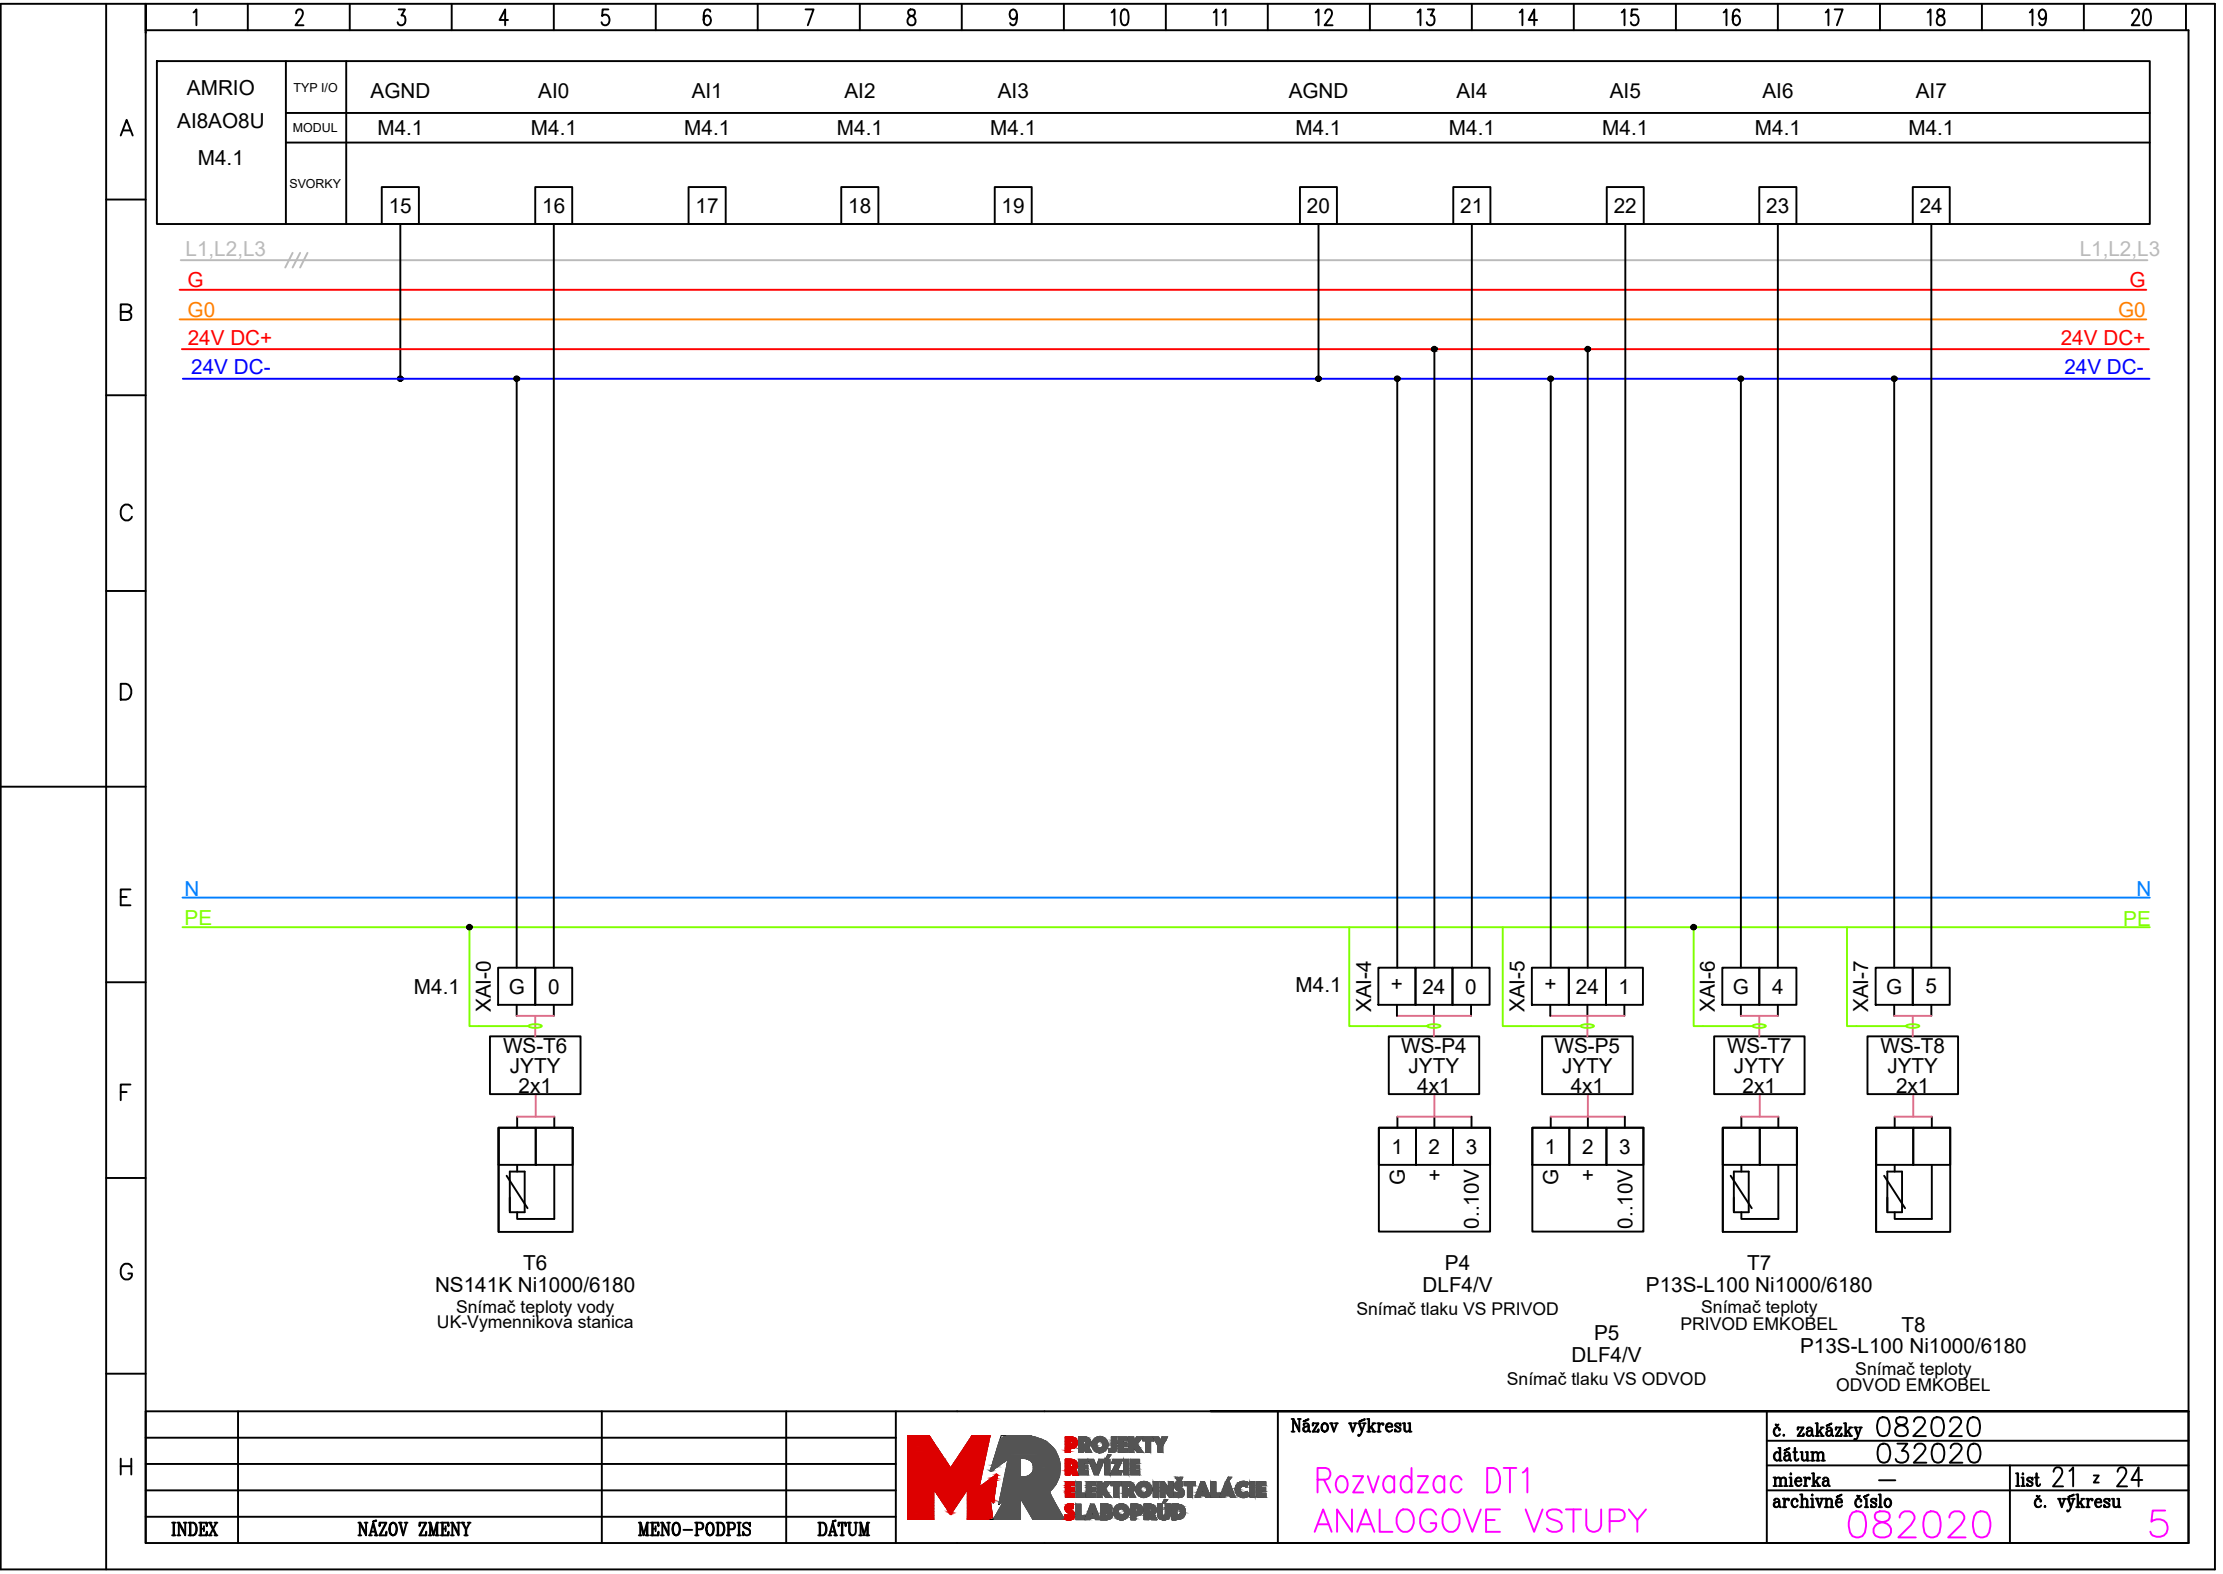 1 2 3 4 5 6 7 8 9 10 11 12 13 14 15 16 17 18 19 20
AMRIO
AI8AO8U
M4.1
TYP I/O AGND AI0 AI1 AI2 AI3 AGND AI4 AI5 AI6 AI7
MODUL M4.1 M4.1 M4.1 M4.1 M4.1 M4.1 M4.1 M4.1 M4.1 M4.1
SVORKY 15 16 17 18 19 20 21 22 23 24
A
B
C
D
E
F
G
H
L1,L2,L3 /// L1,L2,L3
G G
G0 G0
24V DC+ 24V DC+
24V DC- 24V DC-
N N
PE PE
M4.1 XAI-0 G 0
M4.1 XAI-4 + 24 0
XAI-5 + 24 1
XAI-6 G 4
XAI-7 G 5
WS-T6
JYTY
2x1
WS-P4
JYTY
4x1
WS-P5
JYTY
4x1
WS-T7
JYTY
2x1
WS-T8
JYTY
2x1
1 2 3
G + 0..10V
1 2 3
G + 0..10V
T6
NS141K Ni1000/6180
Snímač teploty vody
UK-Vymennikova stanica
P4
DLF4/V
Snímač tlaku VS PRIVOD
P5
DLF4/V
Snímač tlaku VS ODVOD
T7
P13S-L100 Ni1000/6180
Snímač teploty
PRIVOD EMKOBEL
T8
P13S-L100 Ni1000/6180
Snímač teploty
ODVOD EMKOBEL
INDEX NÁZOV ZMENY MENO-PODPIS DÁTUM
MR
PROJEKTY
REVÍZIE
ELEKTROINŠTALÁCIE
SLABOPRÚD
Názov výkresu
Rozvadzac DT1
ANALOGOVE VSTUPY
č. zakázky 082020
dátum 032020
mierka – list 21 z 24
archivné číslo 082020
č. výkresu 5